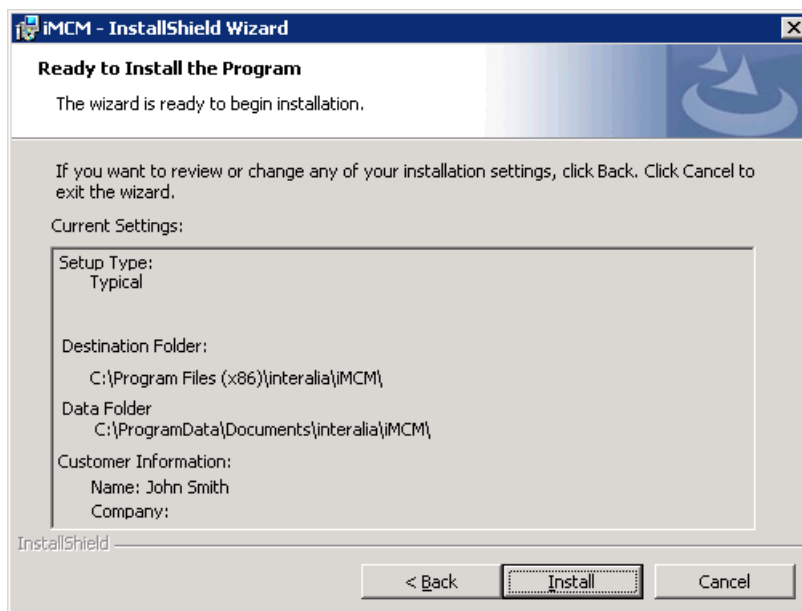 iMCM - InstallShield Wizard
Ready to Install the Program
The wizard is ready to begin installation.
If you want to review or change any of your installation settings, click Back. Click Cancel to
exit the wizard.
Current Settings:
Setup Type:
Typical
Destination Folder:
C:\Program Files (x86)\interalia\iMCM\
Data Folder
C:\ProgramData\Documents\interalia\iMCM\
Customer Information:
Name: John Smith
Company:
InstallShield
< Back
Install
Cancel